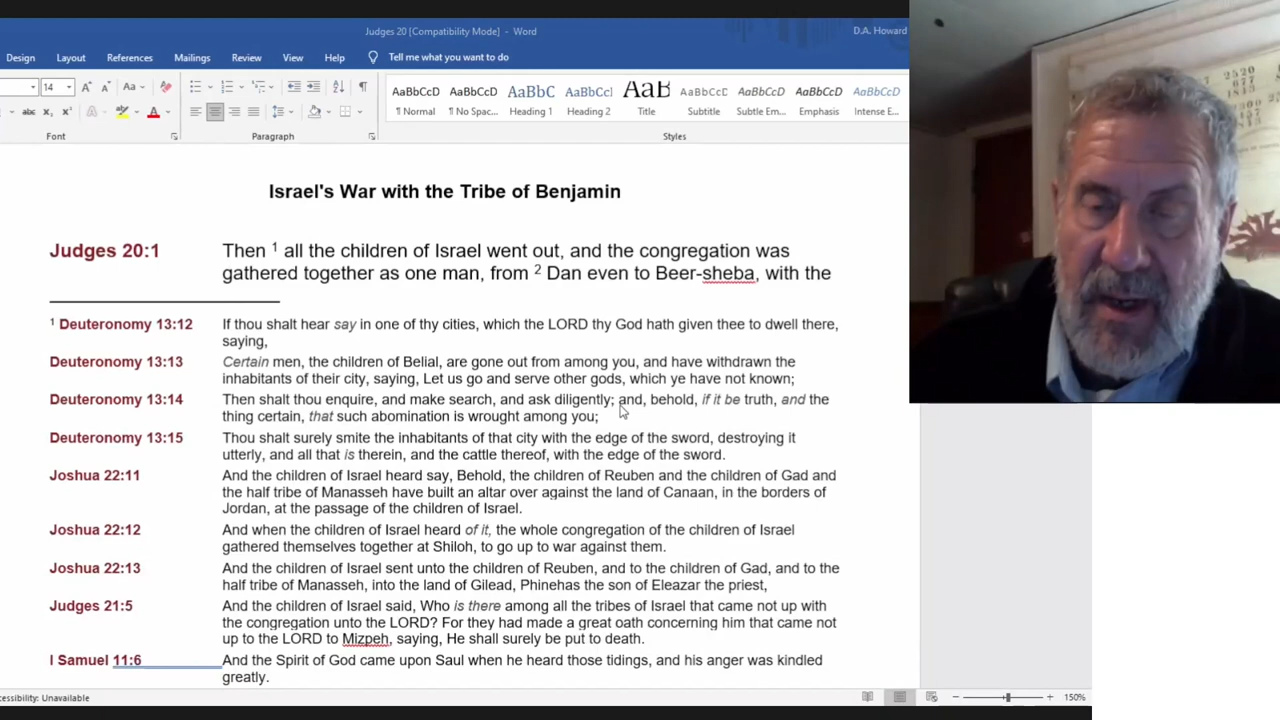 Judges 20 [Compatibility Mode] - Word
D.A. Howard
Design Layout References Mailings Review View Help Tell me what you want to do
14
Aa
abc x₂ x²
A
AaBbCcD AaBbCcD AaBbC AaBbCcI AaB AaBbCcD AaBbCcD AaBbCcD AaBbCcD
¶ Normal ¶ No Spac... Heading 1 Heading 2 Title Subtitle Subtle Em... Emphasis Intense E...
Font Paragraph Styles
Israel's War with the Tribe of Benjamin
Judges 20:1 Then ¹ all the children of Israel went out, and the congregation was
gathered together as one man, from ² Dan even to Beer-sheba, with the
¹ Deuteronomy 13:12 If thou shalt hear say in one of thy cities, which the LORD thy God hath given thee to dwell there,
saying,
Deuteronomy 13:13 Certain men, the children of Belial, are gone out from among you, and have withdrawn the
inhabitants of their city, saying, Let us go and serve other gods, which ye have not known;
Deuteronomy 13:14 Then shalt thou enquire, and make search, and ask diligently; and, behold, if it be truth, and the
thing certain, that such abomination is wrought among you;
Deuteronomy 13:15 Thou shalt surely smite the inhabitants of that city with the edge of the sword, destroying it
utterly, and all that is therein, and the cattle thereof, with the edge of the sword.
Joshua 22:11 And the children of Israel heard say, Behold, the children of Reuben and the children of Gad and
the half tribe of Manasseh have built an altar over against the land of Canaan, in the borders of
Jordan, at the passage of the children of Israel.
Joshua 22:12 And when the children of Israel heard of it, the whole congregation of the children of Israel
gathered themselves together at Shiloh, to go up to war against them.
Joshua 22:13 And the children of Israel sent unto the children of Reuben, and to the children of Gad, and to the
half tribe of Manasseh, into the land of Gilead, Phinehas the son of Eleazar the priest,
Judges 21:5 And the children of Israel said, Who is there among all the tribes of Israel that came not up with
the congregation unto the LORD? For they had made a great oath concerning him that came not
up to the LORD to Mizpeh, saying, He shall surely be put to death.
I Samuel 11:6 And the Spirit of God came upon Saul when he heard those tidings, and his anger was kindled
greatly.
cessibility: Unavailable
150%
2520